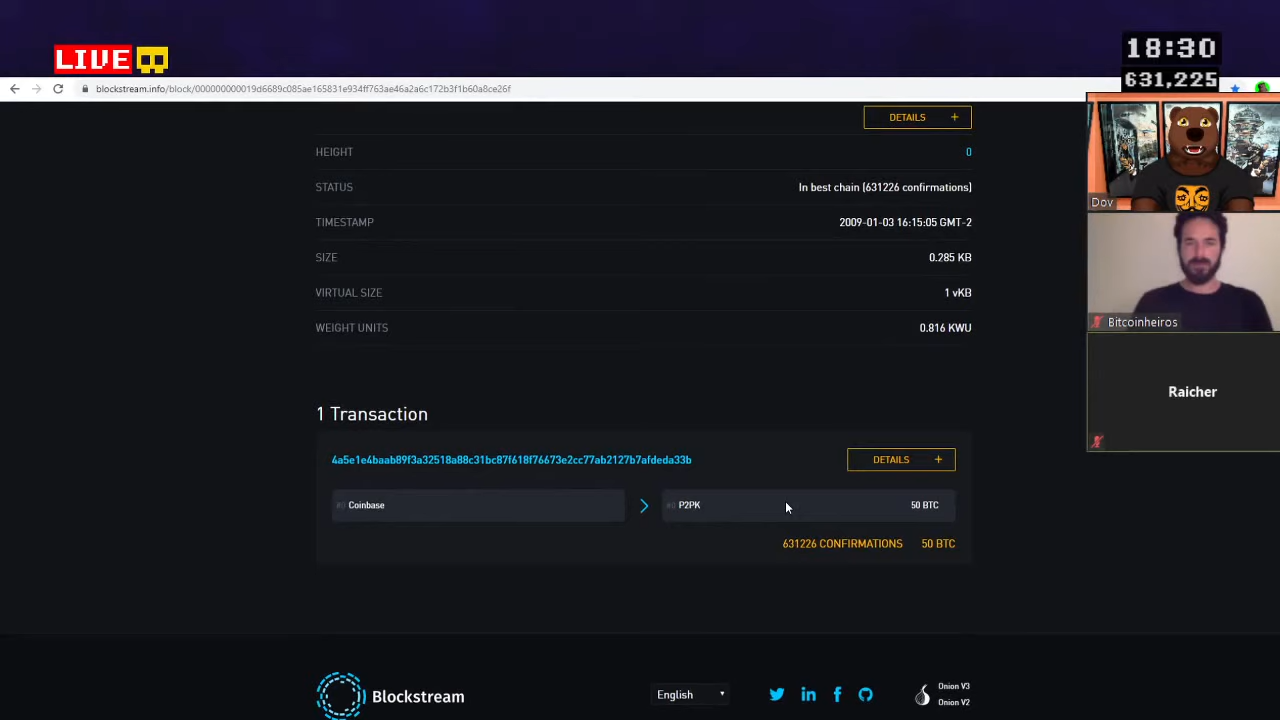 LIVE
18:30
631,225
blockstream.info/block/000000000019d6689c085ae165831e934ff763ae46a2a6c172b3f1b60a8ce26f
DETAILS +
HEIGHT 0
STATUS In best chain (631226 confirmations)
TIMESTAMP 2009-01-03 16:15:05 GMT-2
SIZE 0.285 KB
VIRTUAL SIZE 1 vKB
WEIGHT UNITS 0.816 KWU
Dov
Bitcoinheiros
Raicher
1 Transaction
4a5e1e4baab89f3a32518a88c31bc87f618f76673e2cc77ab2127b7afdeda33b
DETAILS +
#0 Coinbase > #0 P2PK 50 BTC
631226 CONFIRMATIONS 50 BTC
Blockstream
English
Onion V3
Onion V2